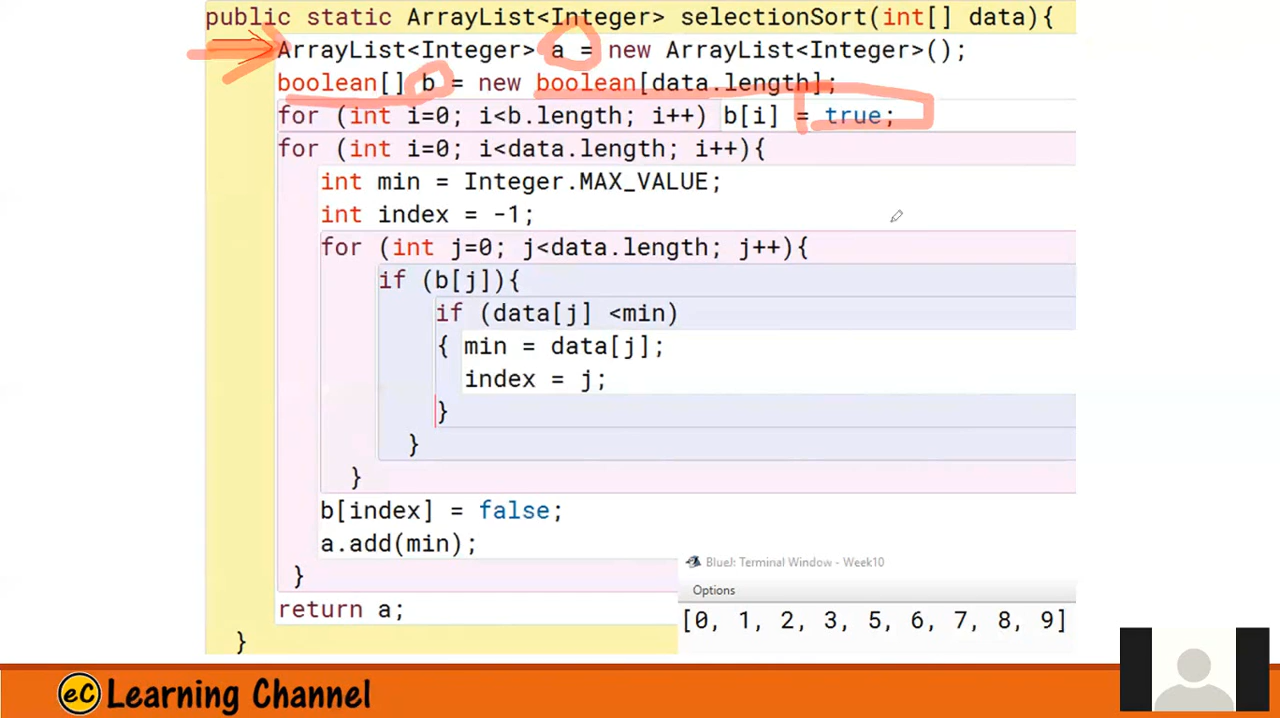 public static ArrayList<Integer> selectionSort(int[] data){
ArrayList<Integer> a = new ArrayList<Integer>();
boolean[] b = new boolean[data.length];
for (int i=0; i<b.length; i++) b[i] = true;
for (int i=0; i<data.length; i++){
int min = Integer.MAX_VALUE;
int index = -1;
for (int j=0; j<data.length; j++){
if (b[j]){
if (data[j] <min)
{ min = data[j];
index = j;
}
}
}
b[index] = false;
a.add(min);
}
return a;
}
BlueJ: Terminal Window - Week10
Options
[0, 1, 2, 3, 5, 6, 7, 8, 9]
eC Learning Channel